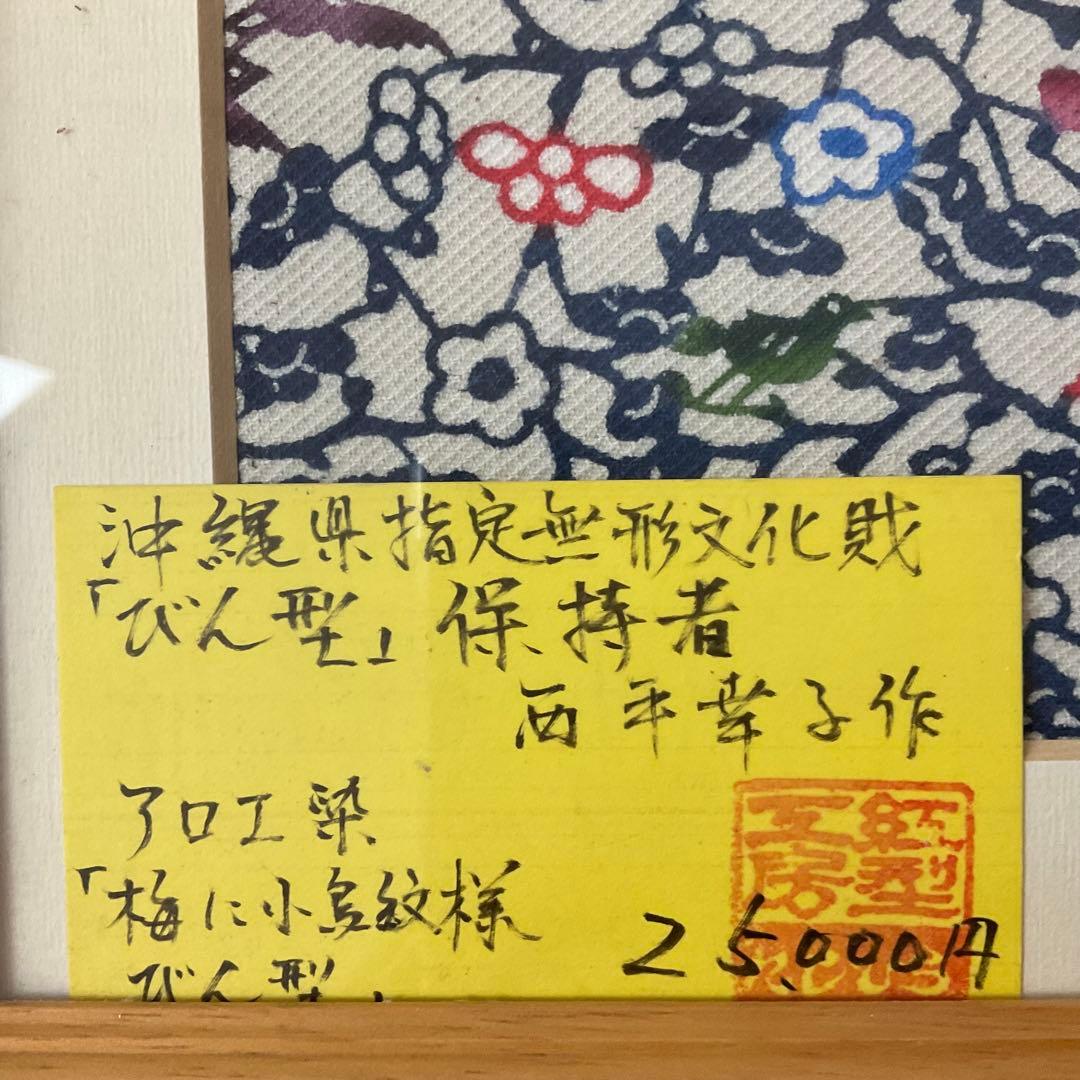 沖縄県指定無形文化財
「びん型」保持者
西平幸子作
アロエ染
「梅に小鳥紋様
びん型」
25,000円
紅型
工房